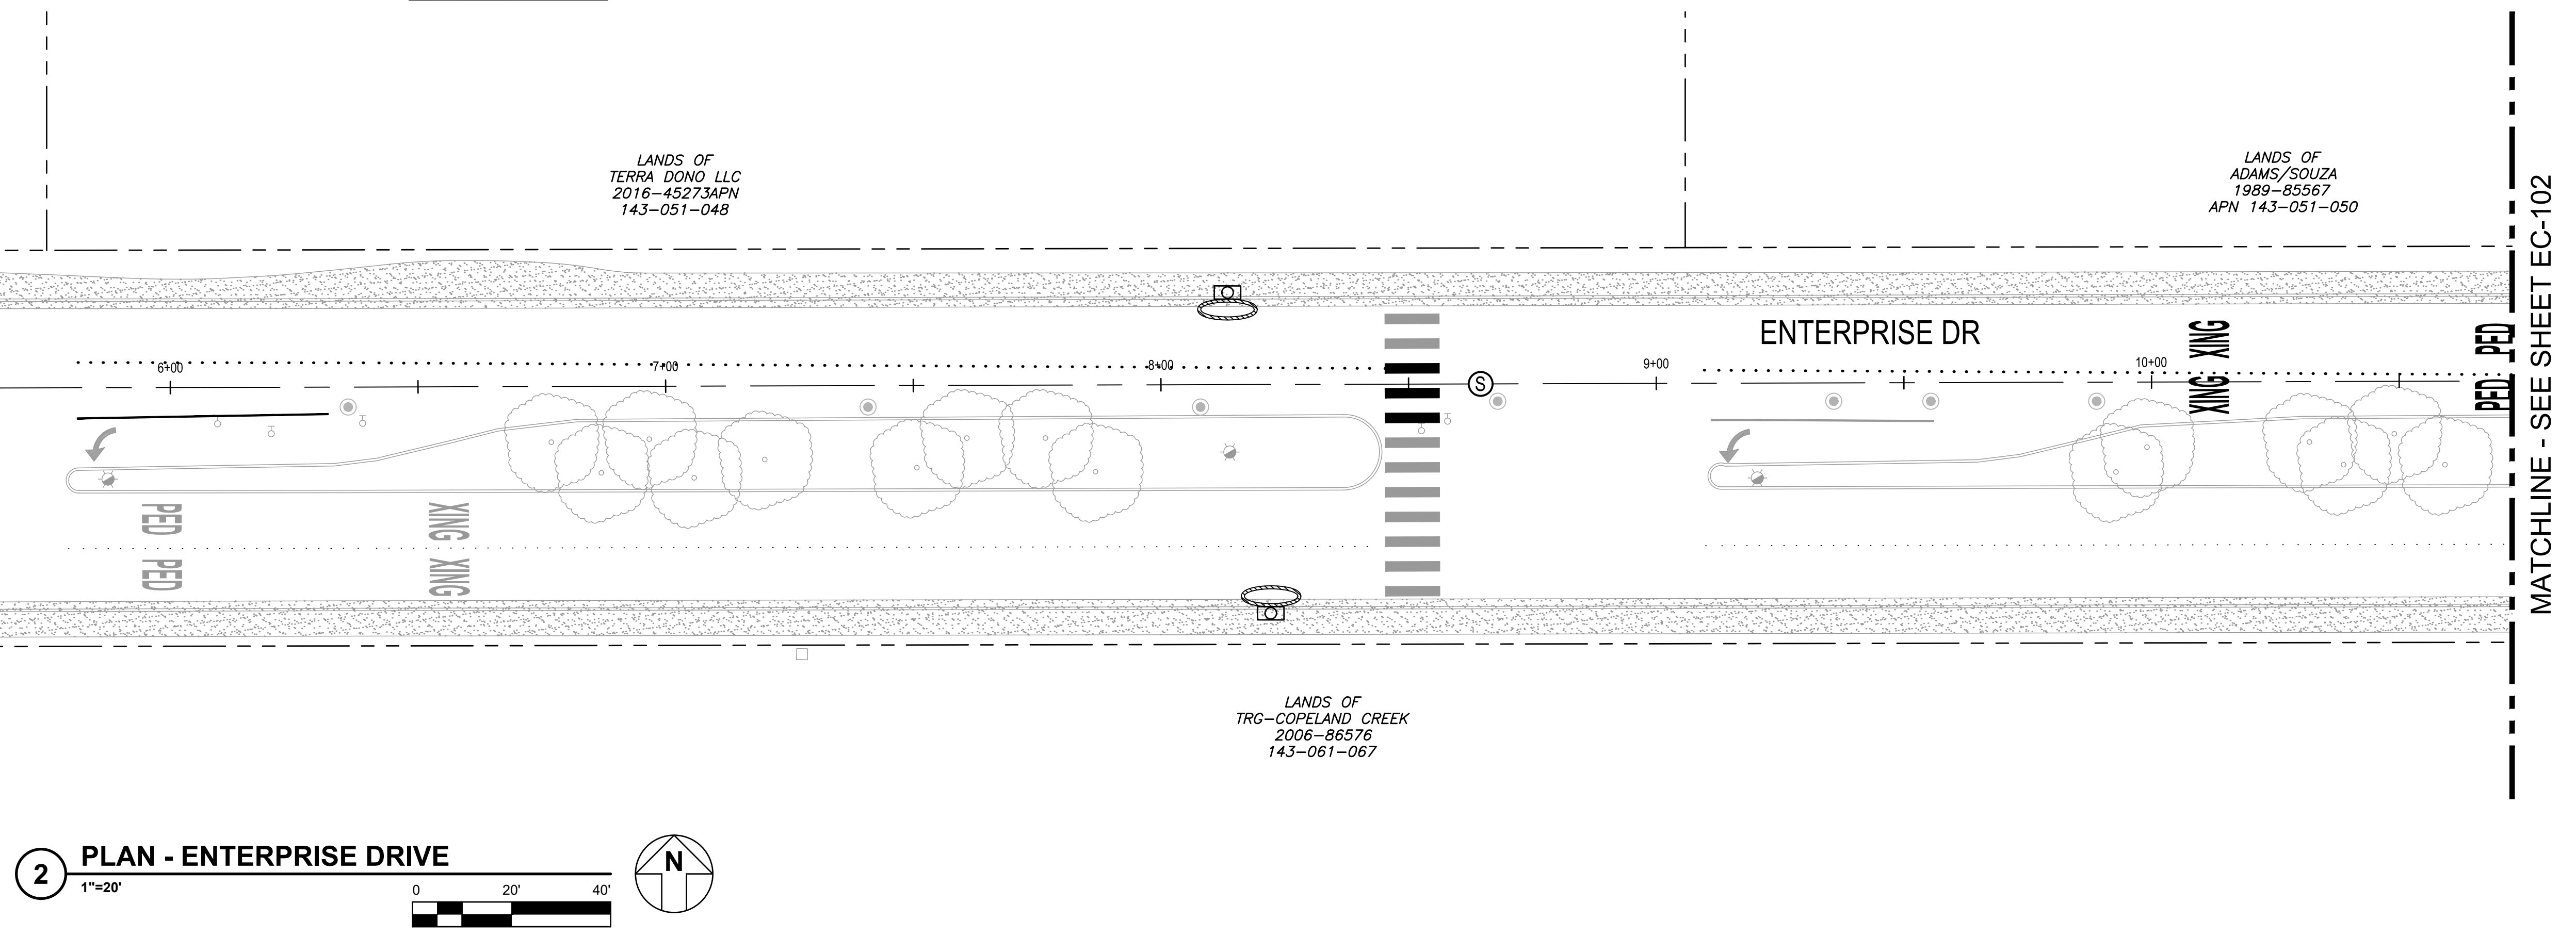 LANDS OF
TERRA DONO LLC
2016-45273APN
143-051-048
LANDS OF
ADAMS/SOUZA
1989-85567
APN 143-051-050
MATCHLINE - SEE SHEET EC-102
ENTERPRISE DR
XING
XING
PED
PED
6+00
7+00
8+00
9+00
10+00
S
PED
PED
XING
XING
LANDS OF
TRG-COPELAND CREEK
2006-86576
143-061-067
2
PLAN - ENTERPRISE DRIVE
1"=20'
0 20' 40'
N